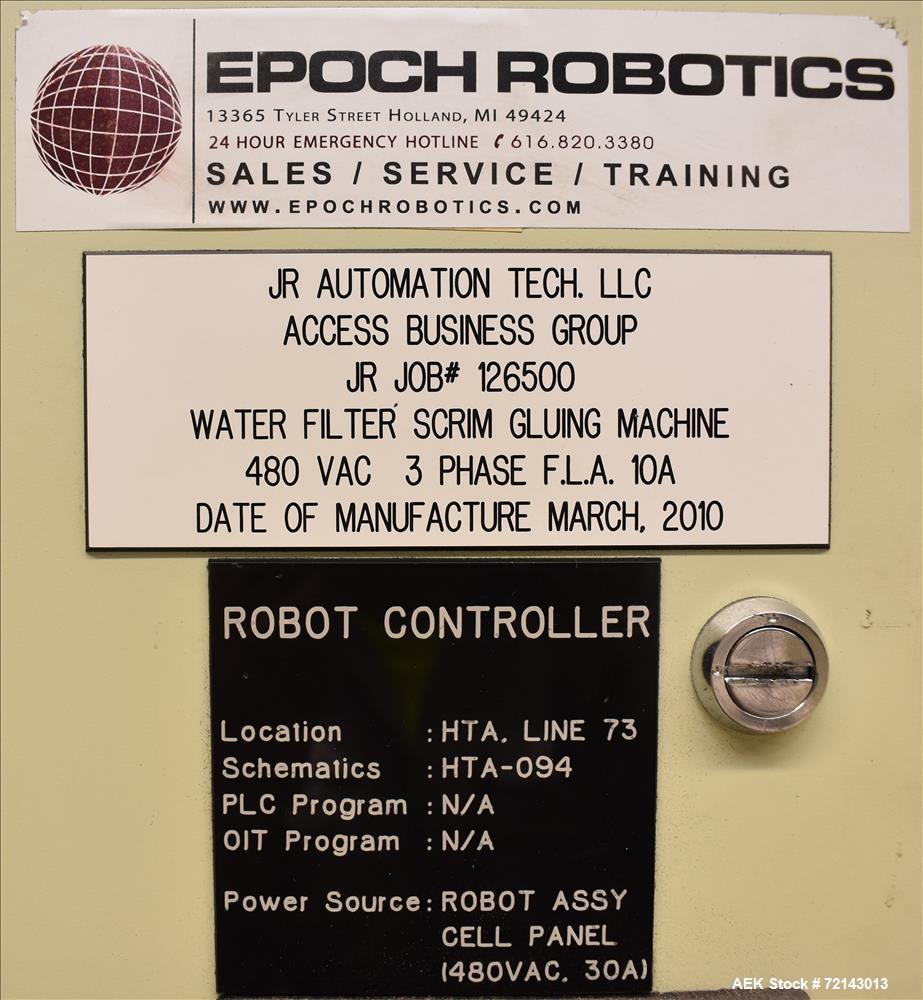 EPOCH ROBOTICS
13365 TYLER STREET HOLLAND, MI 49424
24 HOUR EMERGENCY HOTLINE 616.820.3380
SALES / SERVICE / TRAINING
WWW.EPOCHROBOTICS.COM
JR AUTOMATION TECH. LLC
ACCESS BUSINESS GROUP
JR JOB# 126500
WATER FILTER SCRIM GLUING MACHINE
480 VAC 3 PHASE F.L.A. 10A
DATE OF MANUFACTURE MARCH, 2010
ROBOT CONTROLLER
Location : HTA, LINE 73
Schematics : HTA-094
PLC Program : N/A
OIT Program : N/A
Power Source: ROBOT ASSY
CELL PANEL
(480VAC, 30A)
AEK Stock # 72143013